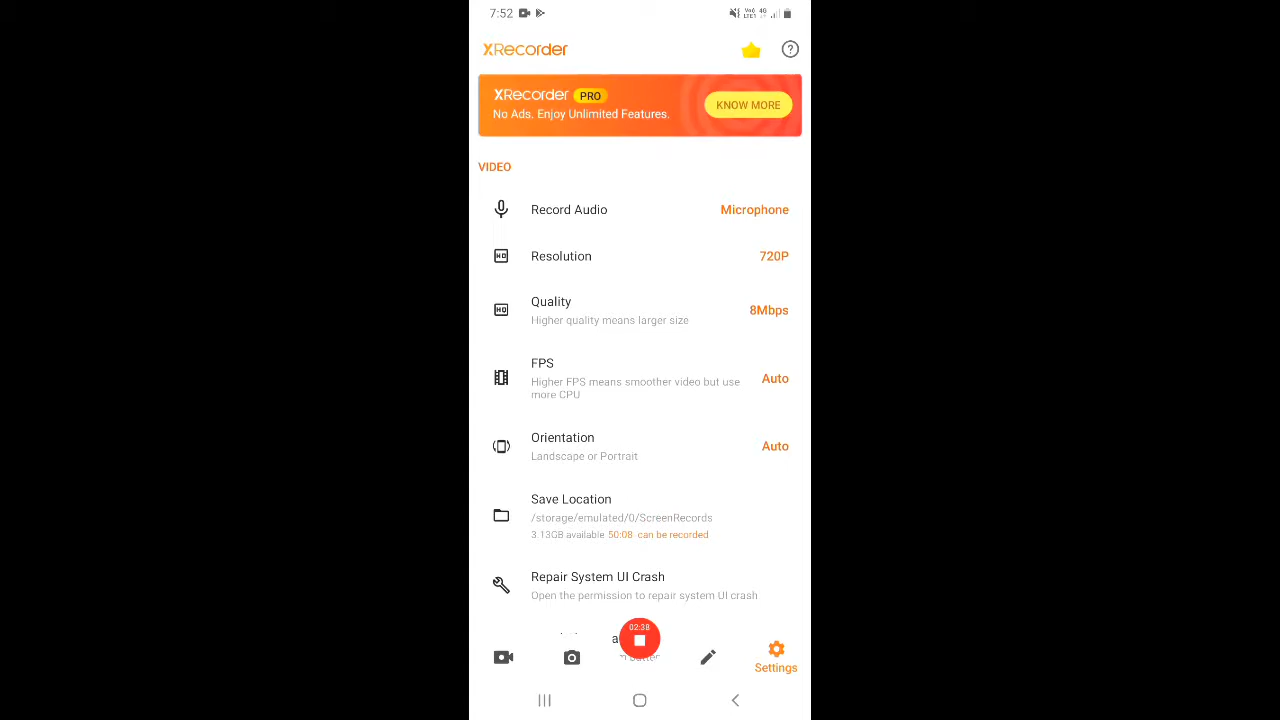 7:52
Vo6 4G
LTE1
XRecorder
XRecorder PRO
No Ads. Enjoy Unlimited Features.
KNOW MORE
VIDEO
Record Audio
Microphone
Resolution
720P
Quality
Higher quality means larger size
8Mbps
FPS
Higher FPS means smoother video but use
more CPU
Auto
Orientation
Landscape or Portrait
Auto
Save Location
/storage/emulated/0/ScreenRecords
3.13GB available 50:08 can be recorded
Repair System UI Crash
Open the permission to repair system UI crash
02:38
Settings